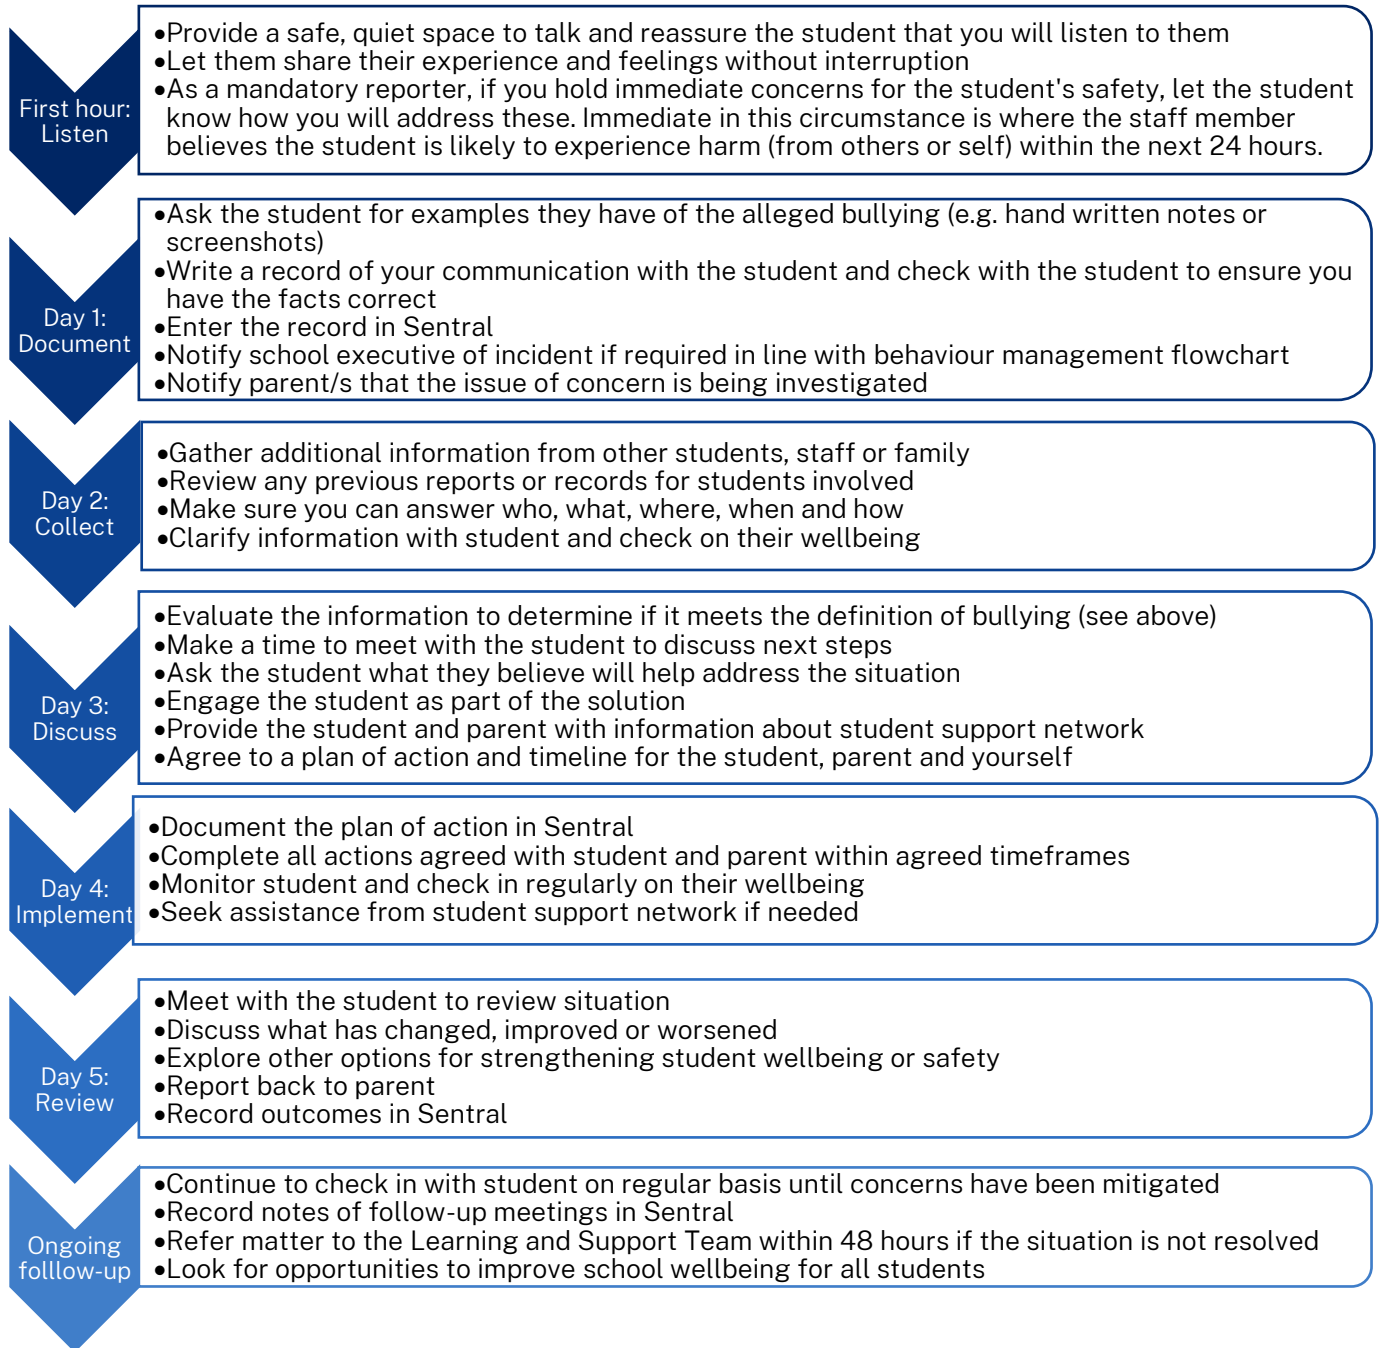 First hour:
Listen
•Provide a safe, quiet space to talk and reassure the student that you will listen to them
•Let them share their experience and feelings without interruption
•As a mandatory reporter, if you hold immediate concerns for the student's safety, let the student
know how you will address these. Immediate in this circumstance is where the staff member
believes the student is likely to experience harm (from others or self) within the next 24 hours.
Day 1:
Document
•Ask the student for examples they have of the alleged bullying (e.g. hand written notes or
screenshots)
•Write a record of your communication with the student and check with the student to ensure you
have the facts correct
•Enter the record in Sentral
•Notify school executive of incident if required in line with behaviour management flowchart
•Notify parent/s that the issue of concern is being investigated
Day 2:
Collect
•Gather additional information from other students, staff or family
•Review any previous reports or records for students involved
•Make sure you can answer who, what, where, when and how
•Clarify information with student and check on their wellbeing
Day 3:
Discuss
•Evaluate the information to determine if it meets the definition of bullying (see above)
•Make a time to meet with the student to discuss next steps
•Ask the student what they believe will help address the situation
•Engage the student as part of the solution
•Provide the student and parent with information about student support network
•Agree to a plan of action and timeline for the student, parent and yourself
Day 4:
Implement
•Document the plan of action in Sentral
•Complete all actions agreed with student and parent within agreed timeframes
•Monitor student and check in regularly on their wellbeing
•Seek assistance from student support network if needed
Day 5:
Review
•Meet with the student to review situation
•Discuss what has changed, improved or worsened
•Explore other options for strengthening student wellbeing or safety
•Report back to parent
•Record outcomes in Sentral
Ongoing
folllow-up
•Continue to check in with student on regular basis until concerns have been mitigated
•Record notes of follow-up meetings in Sentral
•Refer matter to the Learning and Support Team within 48 hours if the situation is not resolved
•Look for opportunities to improve school wellbeing for all students